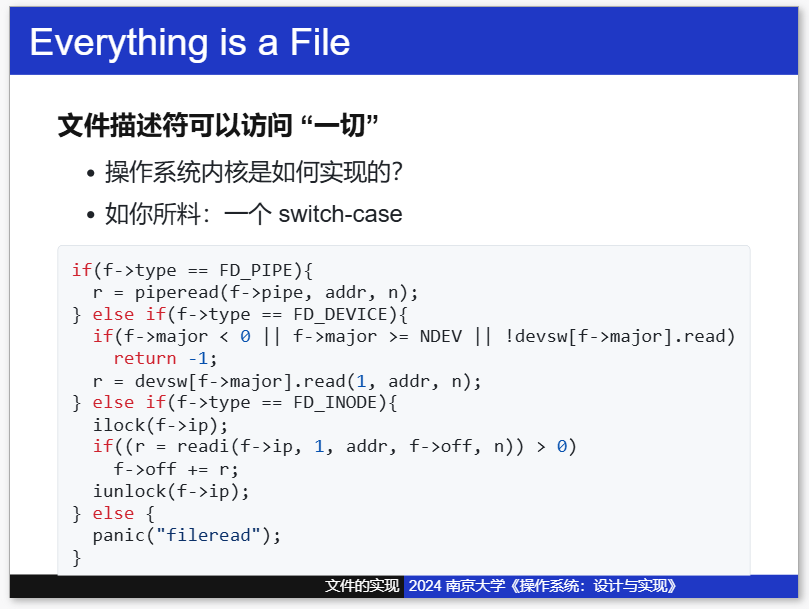 Everything is a File
文件描述符可以访问 “一切”
• 操作系统内核是如何实现的?
• 如你所料：一个 switch-case
if(f->type == FD_PIPE){
  r = piperead(f->pipe, addr, n);
} else if(f->type == FD_DEVICE){
  if(f->major < 0 || f->major >= NDEV || !devsw[f->major].read)
    return -1;
  r = devsw[f->major].read(1, addr, n);
} else if(f->type == FD_INODE){
  ilock(f->ip);
  if((r = readi(f->ip, 1, addr, f->off, n)) > 0)
    f->off += r;
  iunlock(f->ip);
} else {
  panic("fileread");
}
文件的实现 2024 南京大学《操作系统：设计与实现》